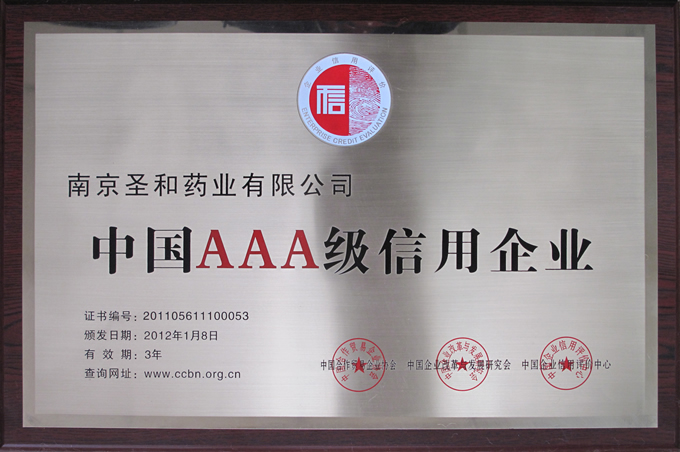 企业信用评价
信
ENTERPRISE CREDIT EVALUATION
南京圣和药业有限公司
中国AAA级信用企业
证书编号:201105611100053
颁发日期:2012年1月8日
有 效 期:3年
查询网址:www.ccbn.org.cn
中国合作贸易企业协会 中国企业改革与发展研究会 中国企业信用评价中心